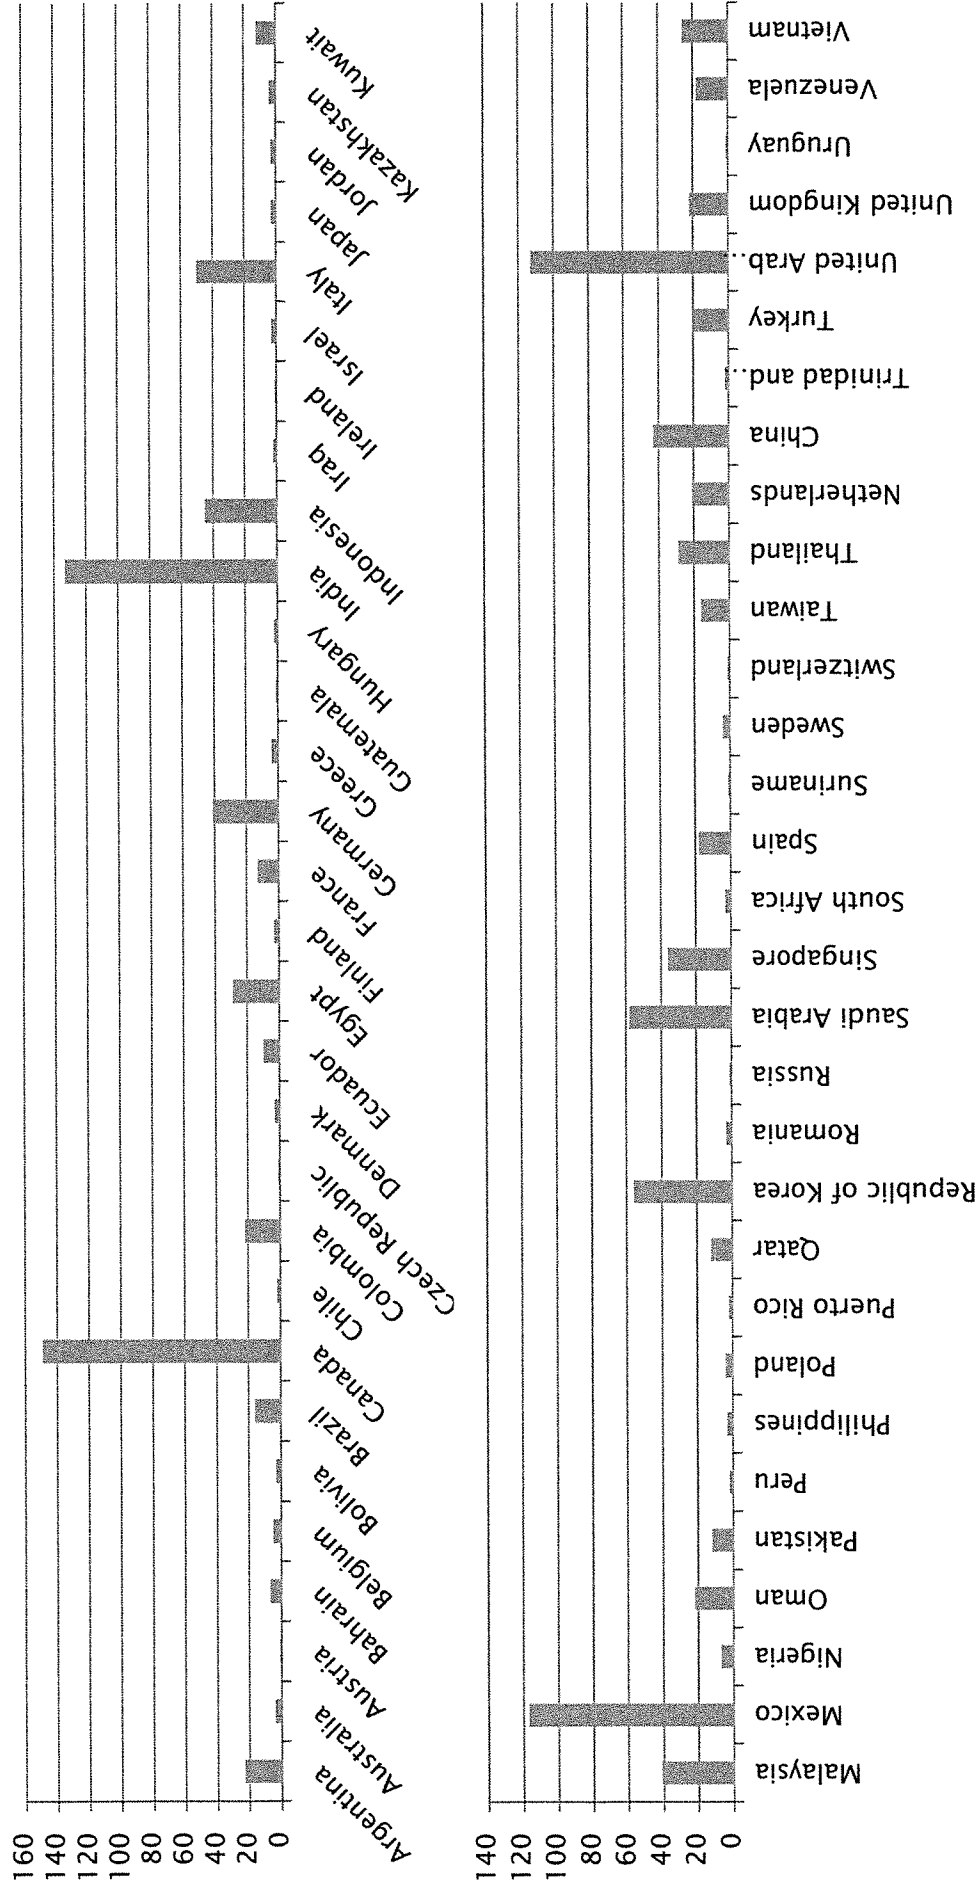 160
140
120
100
80
60
40
20
0
Argentina
Australia
Austria
Bahrain
Belgium
Bolivia
Brazil
Canada
Chile
Colombia
Czech Republic
Denmark
Ecuador
Egypt
Finland
France
Germany
Greece
Guatemala
Hungary
India
Indonesia
Iraq
Ireland
Israel
Italy
Japan
Jordan
Kazakhstan
Kuwait
140
120
100
80
60
40
20
0
Malaysia
Mexico
Nigeria
Oman
Pakistan
Peru
Philippines
Poland
Puerto Rico
Qatar
Republic of Korea
Romania
Russia
Saudi Arabia
Singapore
South Africa
Spain
Suriname
Sweden
Switzerland
Taiwan
Thailand
Netherlands
China
Trinidad and…
Turkey
United Arab…
United Kingdom
Uruguay
Venezuela
Vietnam